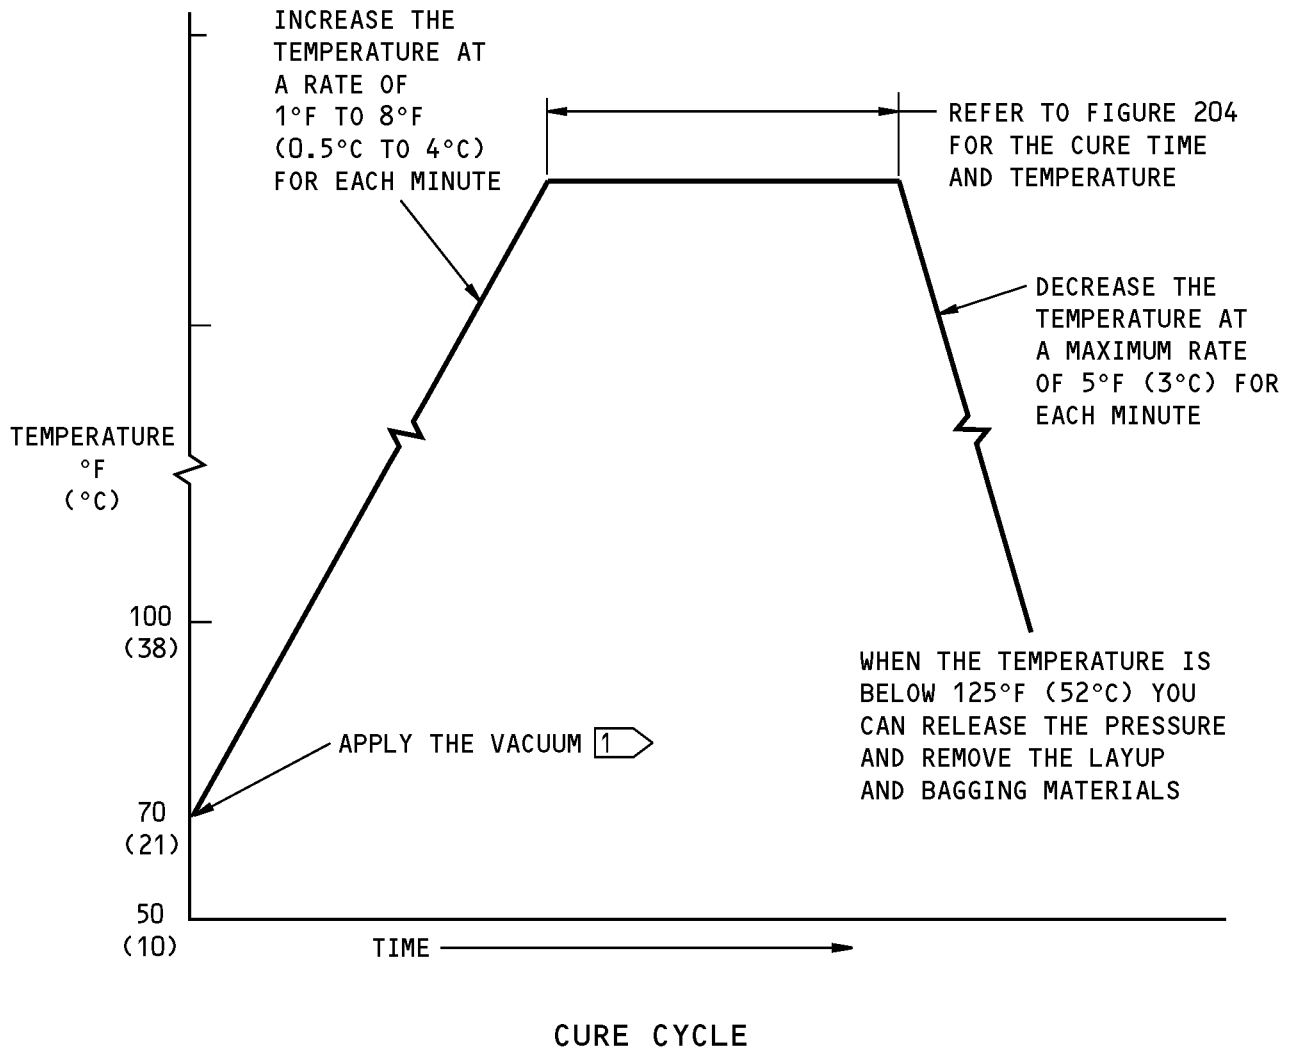 INCREASE THE
TEMPERATURE AT
A RATE OF
1°F TO 8°F
(0.5°C TO 4°C)
FOR EACH MINUTE
REFER TO FIGURE 204
FOR THE CURE TIME
AND TEMPERATURE
DECREASE THE
TEMPERATURE AT
A MAXIMUM RATE
OF 5°F (3°C) FOR
EACH MINUTE
TEMPERATURE
°F
(°C)
100
(38)
WHEN THE TEMPERATURE IS
BELOW 125°F (52°C) YOU
CAN RELEASE THE PRESSURE
AND REMOVE THE LAYUP
AND BAGGING MATERIALS
APPLY THE VACUUM 1
70
(21)
50
(10)
TIME
CURE CYCLE